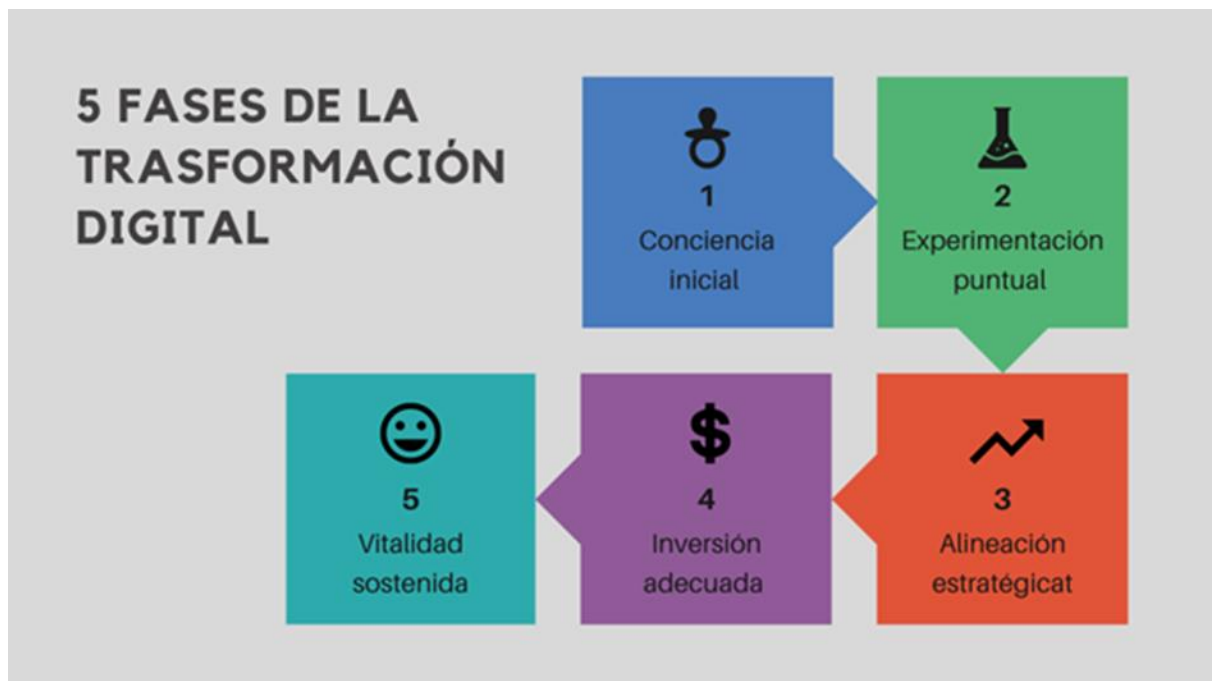 5 FASES DE LA
TRASFORMACIÓN
DIGITAL
1
Conciencia
inicial
2
Experimentación
puntual
3
Alineación
estratégicat
4
Inversión
adecuada
5
Vitalidad
sostenida